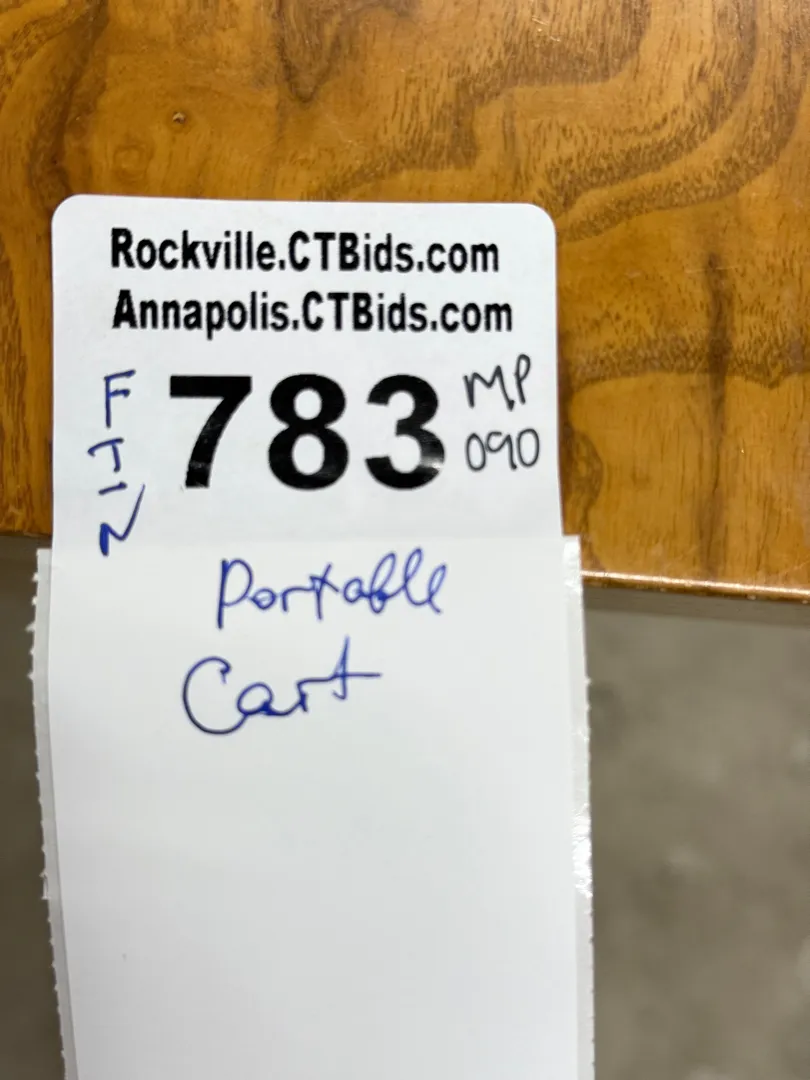 Rockville.CTBids.com
Annapolis.CTBids.com
783
MP
090
Portable
Cart